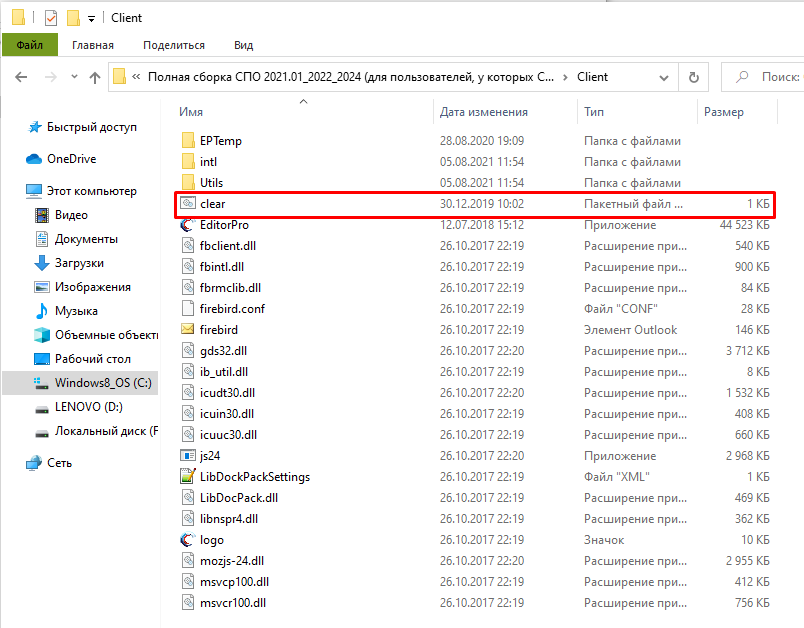 Client
Файл Главная Поделиться Вид
« Полная сборка СПО 2021.01_2022_2024 (для пользователей, у которых С... > Client Поиск:
Имя Дата изменения Тип Размер
Быстрый доступ
OneDrive
Этот компьютер
Видео
Документы
Загрузки
Изображения
Музыка
Объемные объекты
Рабочий стол
Windows8_OS (C:)
LENOVO (D:)
Локальный диск (F
Сеть
EPTemp 28.08.2020 19:09 Папка с файлами
intl 05.08.2021 11:54 Папка с файлами
Utils 05.08.2021 11:54 Папка с файлами
clear 30.12.2019 10:02 Пакетный файл ... 1 КБ
EditorPro 12.07.2018 15:12 Приложение 44 523 КБ
fbclient.dll 26.10.2017 22:19 Расширение при... 540 КБ
fbintl.dll 26.10.2017 22:19 Расширение при... 900 КБ
fbrmclib.dll 26.10.2017 22:19 Расширение при... 84 КБ
firebird.conf 26.10.2017 22:19 Файл "CONF" 28 КБ
firebird 26.10.2017 22:19 Элемент Outlook 146 КБ
gds32.dll 26.10.2017 22:20 Расширение при... 3 712 КБ
ib_util.dll 26.10.2017 22:19 Расширение при... 8 КБ
icudt30.dll 26.10.2017 22:19 Расширение при... 1 532 КБ
icuin30.dll 26.10.2017 22:19 Расширение при... 408 КБ
icuuc30.dll 26.10.2017 22:19 Расширение при... 660 КБ
js24 26.10.2017 22:20 Приложение 2 968 КБ
LibDockPackSettings 26.10.2017 22:19 Файл "XML" 1 КБ
LibDocPack.dll 26.10.2017 22:19 Расширение при... 469 КБ
libnspr4.dll 26.10.2017 22:19 Расширение при... 362 КБ
logo 26.10.2017 22:19 Значок 10 КБ
mozjs-24.dll 26.10.2017 22:20 Расширение при... 2 955 КБ
msvcp100.dll 26.10.2017 22:19 Расширение при... 412 КБ
msvcr100.dll 26.10.2017 22:19 Расширение при... 756 КБ